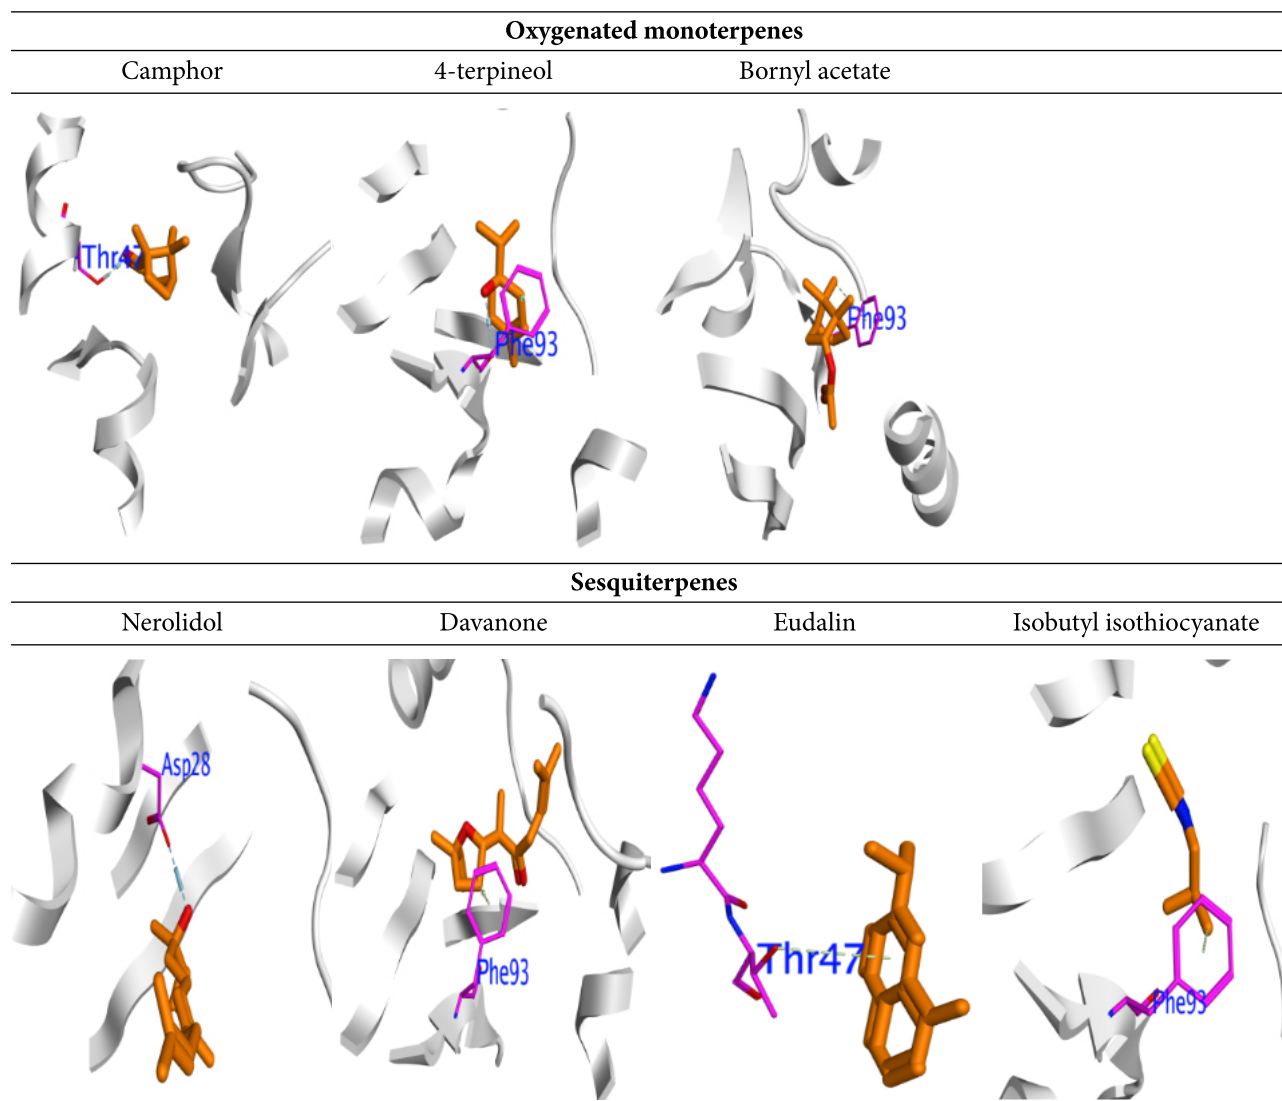 Oxygenated monoterpenes
Camphor 4-terpineol Bornyl acetate
Thr47
Phe93
Phe93
Sesquiterpenes
Nerolidol Davanone Eudalin Isobutyl isothiocyanate
Asp28
Phe93
Thr47
Phe93